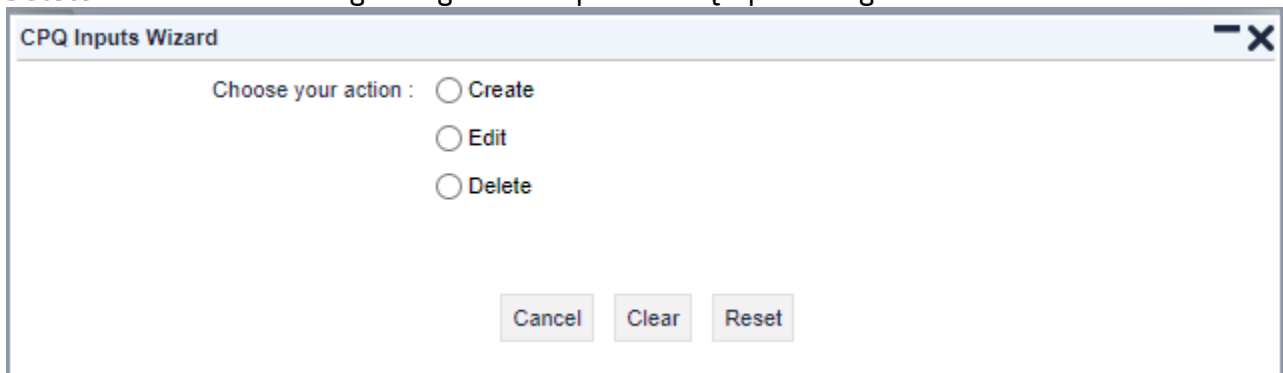 CPQ Inputs Wizard
Choose your action : Create
Edit
Delete
Cancel Clear Reset